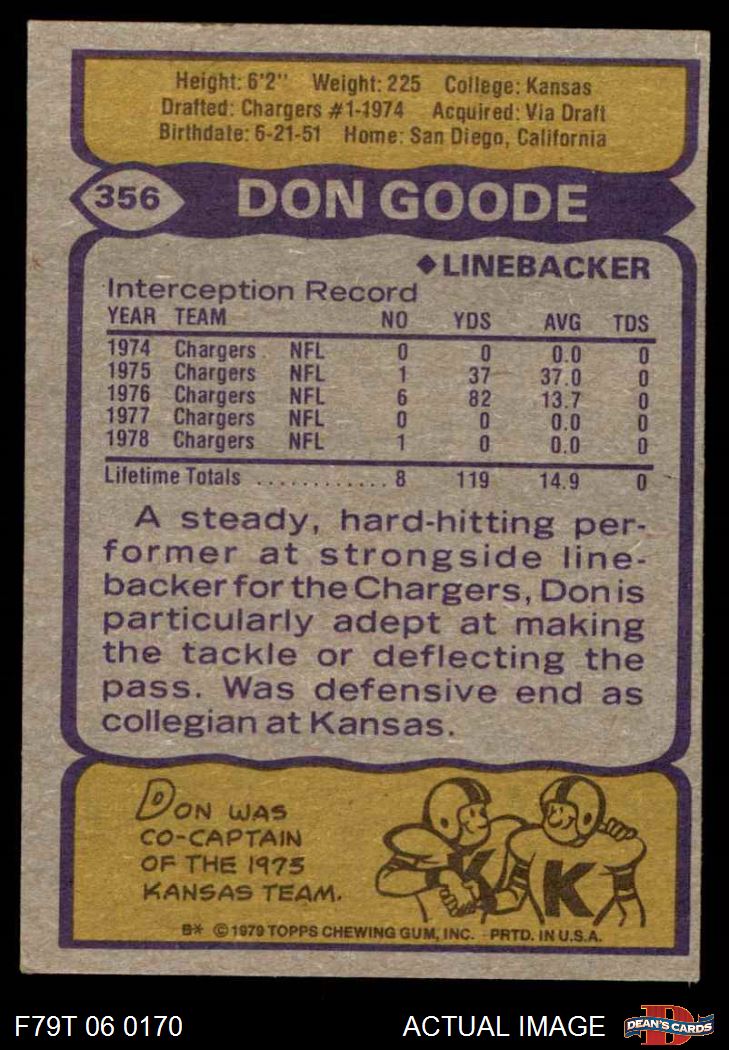 Height: 6'2" Weight: 225 College: Kansas
Drafted: Chargers #1-1974 Acquired: Via Draft
Birthdate: 6-21-51 Home: San Diego, California
356 DON GOODE
◆LINEBACKER
Interception Record
YEAR TEAM NO YDS AVG TDS
1974 Chargers NFL 0 0 0.0 0
1975 Chargers NFL 1 37 37.0 0
1976 Chargers NFL 6 82 13.7 0
1977 Chargers NFL 0 0 0.0 0
1978 Chargers NFL 1 0 0.0 0
Lifetime Totals ............ 8 119 14.9 0
A steady, hard-hitting per-
former at strongside line-
backer for the Chargers, Don is
particularly adept at making
the tackle or deflecting the
pass. Was defensive end as
collegian at Kansas.
DON WAS
CO-CAPTAIN
OF THE 1973
KANSAS TEAM.
K K
B* © 1979 TOPPS CHEWING GUM, INC. PRTD. IN U.S.A.
F79T 06 0170 ACTUAL IMAGE D DEAN'S CARDS